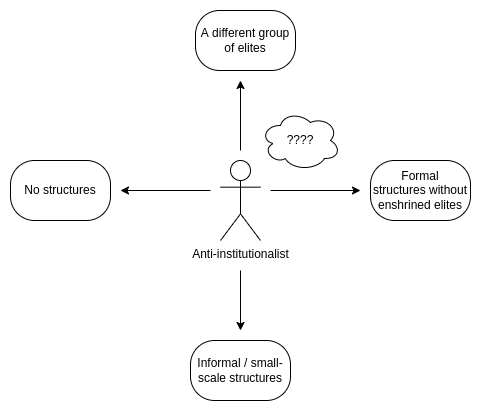 A different group
of elites
????
No structures
Formal
structures without
enshrined elites
Anti-institutionalist
Informal / small-
scale structures